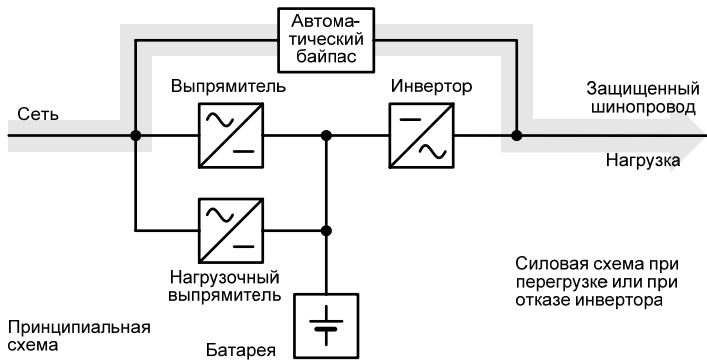 Автома-
тический
байпас
Выпрямитель
Инвертор
Защищенный
шинопровод
Сеть
Нагрузка
Нагрузочный
выпрямитель
Силовая схема при
перегрузке или при
отказе инвертора
Принципиальная
схема
Батарея